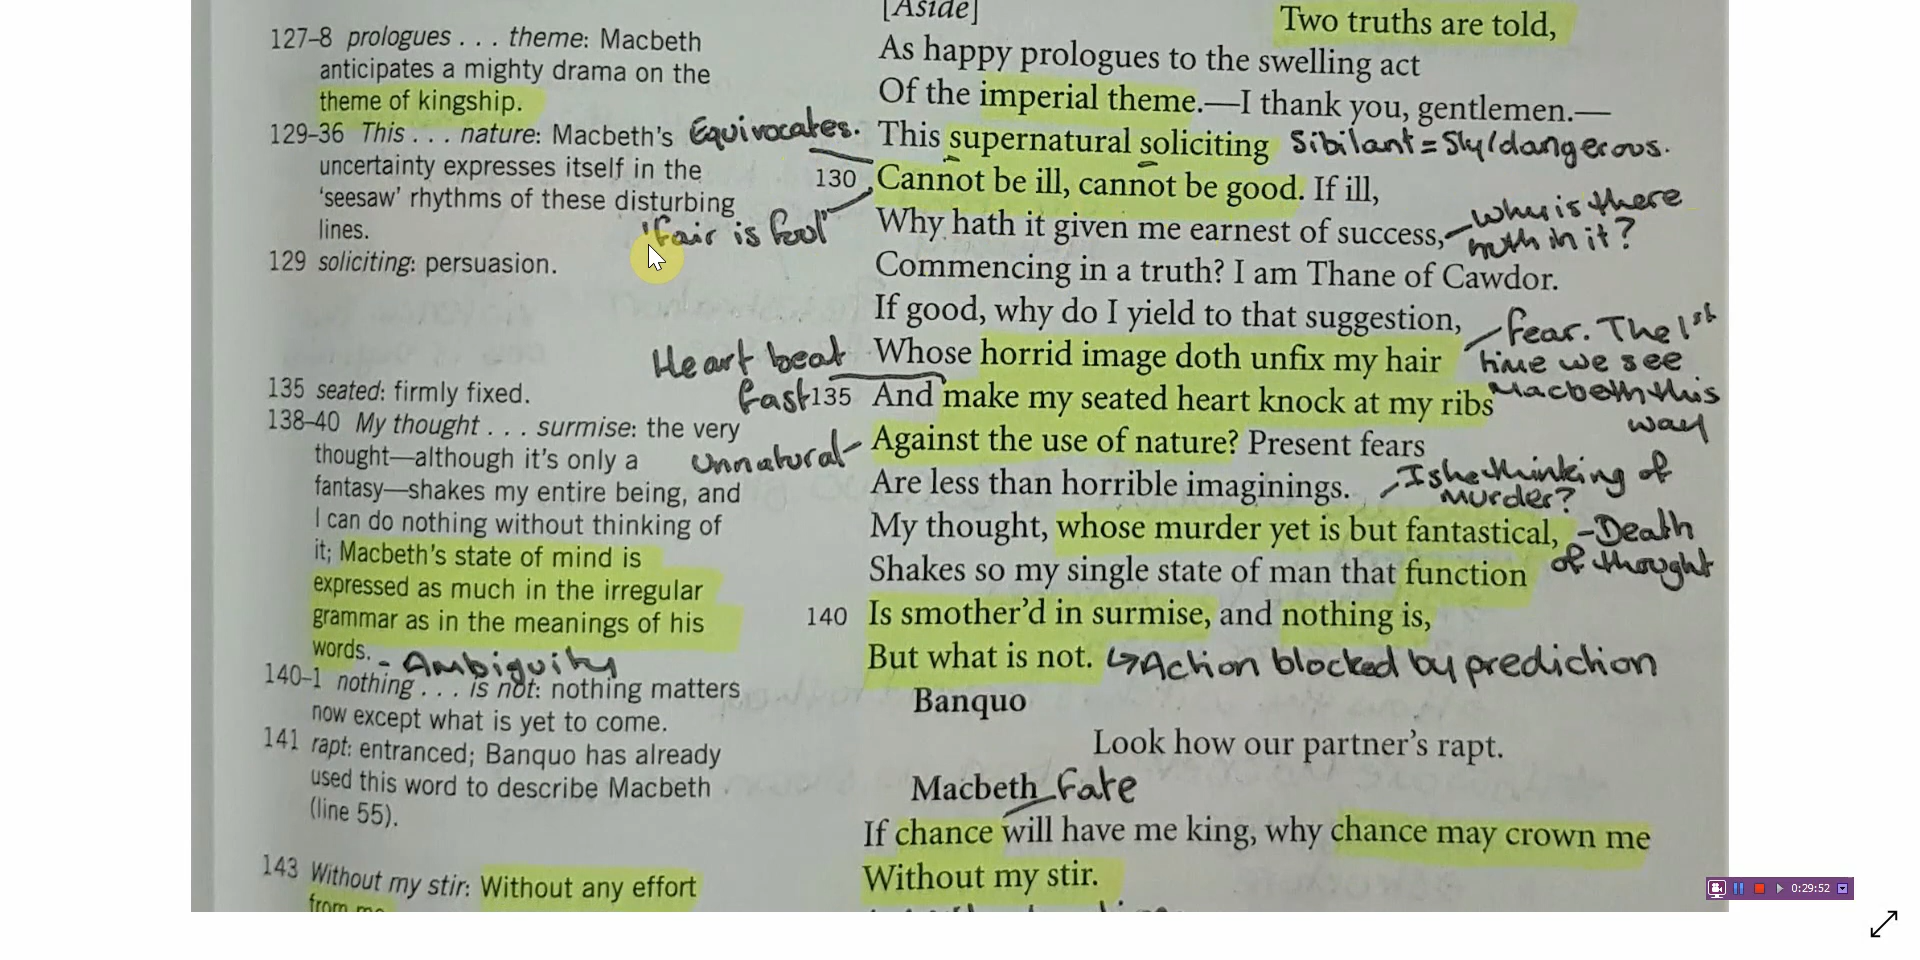 [Aside]
Two truths are told,
127–8 prologues . . . theme: Macbeth
anticipates a mighty drama on the
theme of kingship.
As happy prologues to the swelling act
Of the imperial theme.—I thank you, gentlemen.—
129–36 This . . . nature: Macbeth's
uncertainty expresses itself in the
'seesaw' rhythms of these disturbing
lines.
129 soliciting: persuasion.
Equivocates.
'fair is foul'
This supernatural soliciting
Sibilant = Sly/dangerous.
130 Cannot be ill, cannot be good. If ill,
Why hath it given me earnest of success,
- why is there
truth in it?
Commencing in a truth? I am Thane of Cawdor.
If good, why do I yield to that suggestion,
- fear. The 1st
time we see
Macbeth this
way
Heart beat
fast
Whose horrid image doth unfix my hair
135 And make my seated heart knock at my ribs
135 seated: firmly fixed.
138–40 My thought . . . surmise: the very
thought—although it's only a
fantasy—shakes my entire being, and
I can do nothing without thinking of
it; Macbeth's state of mind is
expressed as much in the irregular
grammar as in the meanings of his
words.
- Ambiguity
Unnatural-
Against the use of nature? Present fears
Are less than horrible imaginings.
- Is he thinking of
murder?
My thought, whose murder yet is but fantastical,
- Death
of thought
Shakes so my single state of man that function
140 Is smother'd in surmise, and nothing is,
But what is not.
↳Action blocked by prediction
140–1 nothing . . . is not: nothing matters
now except what is yet to come.
141 rapt: entranced; Banquo has already
used this word to describe Macbeth
(line 55).
Banquo
Look how our partner's rapt.
Macbeth
fate
If chance will have me king, why chance may crown me
Without my stir.
143 Without my stir: Without any effort
from me
0:29:52